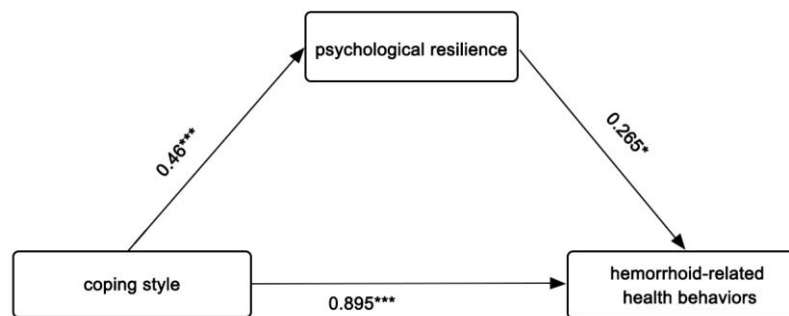 psychological resilience
0.46***
0.265*
coping style
0.895***
hemorrhoid-related
health behaviors